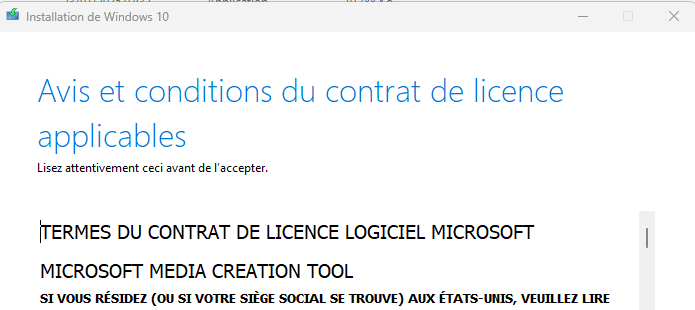 Installation de Windows 10
Avis et conditions du contrat de licence
applicables
Lisez attentivement ceci avant de l'accepter.
TERMES DU CONTRAT DE LICENCE LOGICIEL MICROSOFT
MICROSOFT MEDIA CREATION TOOL
SI VOUS RÉSIDEZ (OU SI VOTRE SIÈGE SOCIAL SE TROUVE) AUX ÉTATS-UNIS, VEUILLEZ LIRE